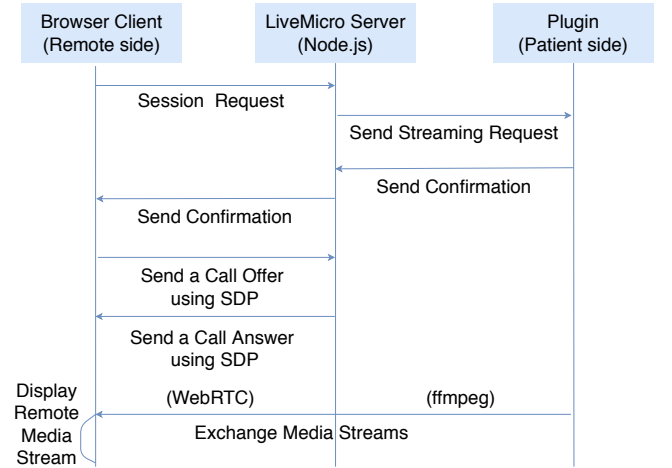 Browser Client
(Remote side)
LiveMicro Server
(Node.js)
Plugin
(Patient side)
Session Request
Send Streaming Request
Send Confirmation
Send Confirmation
Send a Call Offer
using SDP
Send a Call Answer
using SDP
Display
Remote
Media
Stream
(WebRTC)
(ffmpeg)
Exchange Media Streams